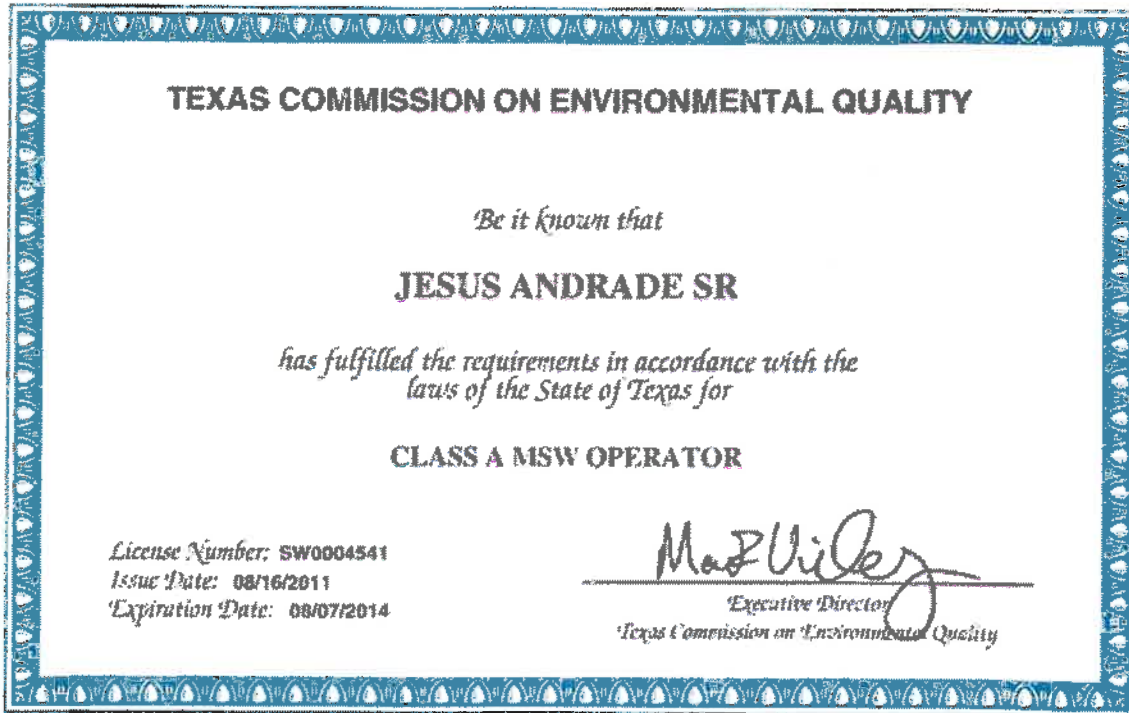 TEXAS COMMISSION ON ENVIRONMENTAL QUALITY
Be it known that
JESUS ANDRADE SR
has fulfilled the requirements in accordance with the
laws of the State of Texas for
CLASS A MSW OPERATOR
License Number: SW0004541
Issue Date: 08/16/2011
Expiration Date: 08/07/2014
Executive Director
Texas Commission on Environmental Quality